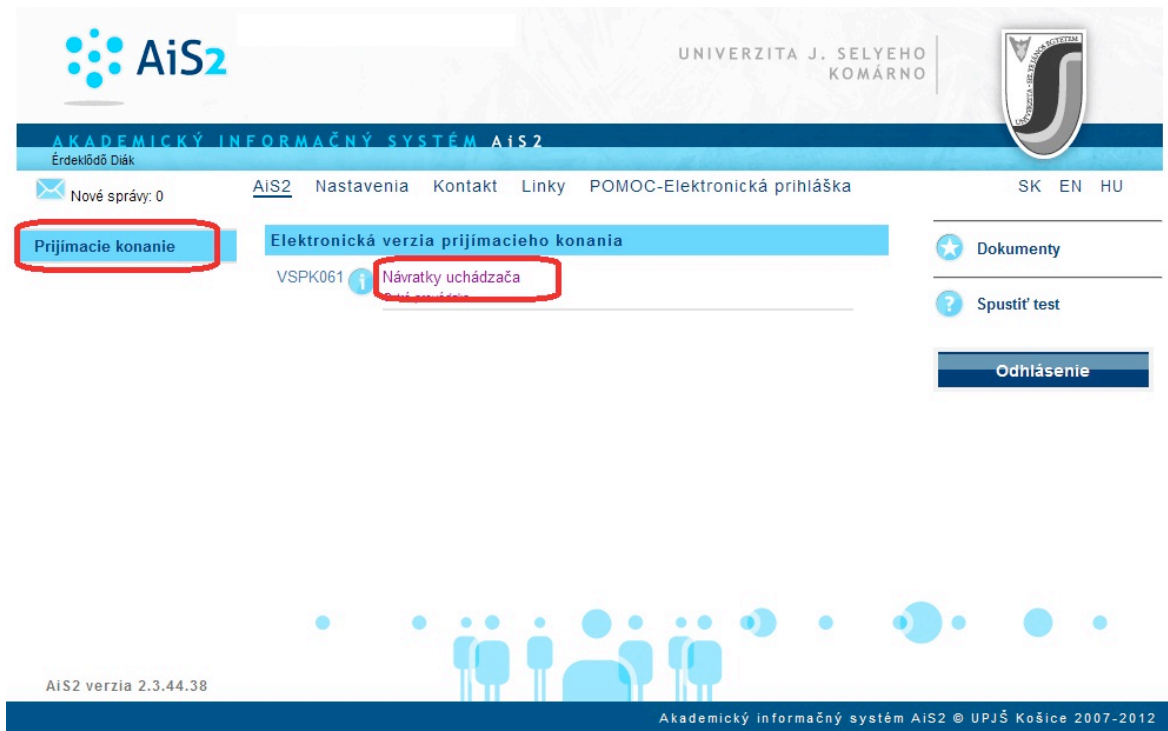 AiS2
UNIVERZITA J. SELYEHO
KOMÁRNO
AKADEMICKÝ INFORMAČNÝ SYSTÉM AiS2
Érdeklődő Diák
Nové správy: 0
AiS2 Nastavenia Kontakt Linky POMOC-Elektronická prihláška
SK EN HU
Prijímacie konanie
Elektronická verzia prijímacieho konania
VSPK061 i Návratky uchádzača
Dokumenty
? Spustiť test
Odhlásenie
AiS2 verzia 2.3.44.38
Akademický informačný systém AiS2 © UPJŠ Košice 2007-2012